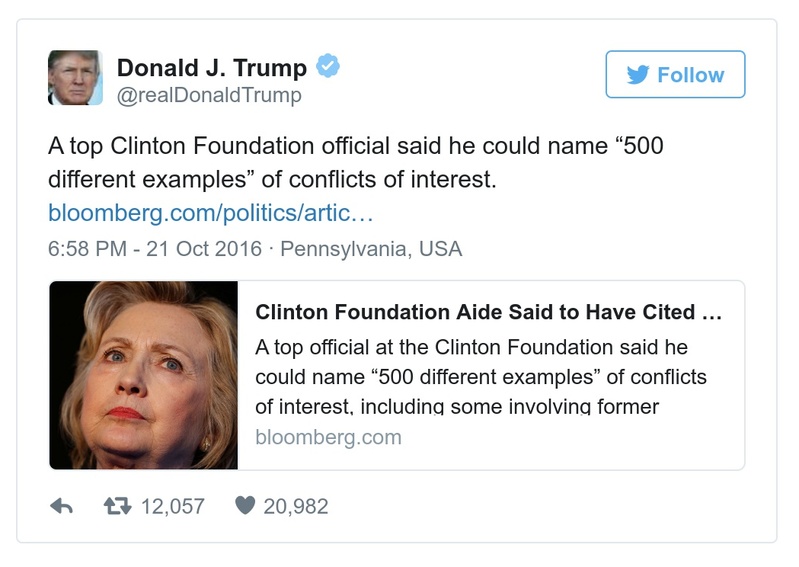 Donald J. Trump
@realDonaldTrump
Follow
A top Clinton Foundation official said he could name “500
different examples” of conflicts of interest.
bloomberg.com/politics/artic…
6:58 PM - 21 Oct 2016 · Pennsylvania, USA
Clinton Foundation Aide Said to Have Cited …
A top official at the Clinton Foundation said he
could name “500 different examples” of conflicts
of interest, including some involving former
bloomberg.com
12,057
20,982